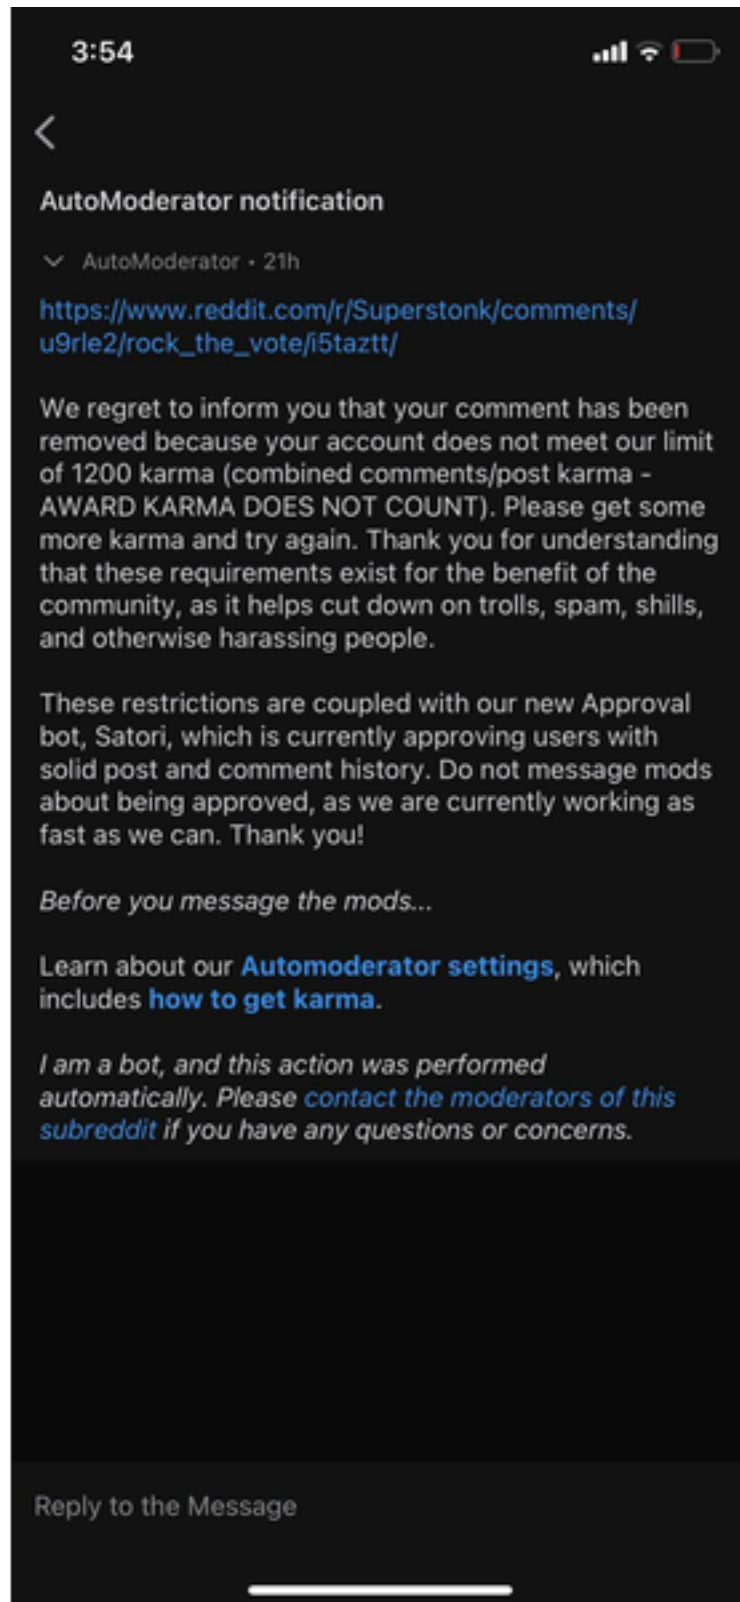 3:54
AutoModerator notification
AutoModerator • 21h
https://www.reddit.com/r/Superstonk/comments/
u9rle2/rock_the_vote/i5taztt/
We regret to inform you that your comment has been
removed because your account does not meet our limit
of 1200 karma (combined comments/post karma -
AWARD KARMA DOES NOT COUNT). Please get some
more karma and try again. Thank you for understanding
that these requirements exist for the benefit of the
community, as it helps cut down on trolls, spam, shills,
and otherwise harassing people.
These restrictions are coupled with our new Approval
bot, Satori, which is currently approving users with
solid post and comment history. Do not message mods
about being approved, as we are currently working as
fast as we can. Thank you!
Before you message the mods...
Learn about our Automoderator settings, which
includes how to get karma.
I am a bot, and this action was performed
automatically. Please contact the moderators of this
subreddit if you have any questions or concerns.
Reply to the Message